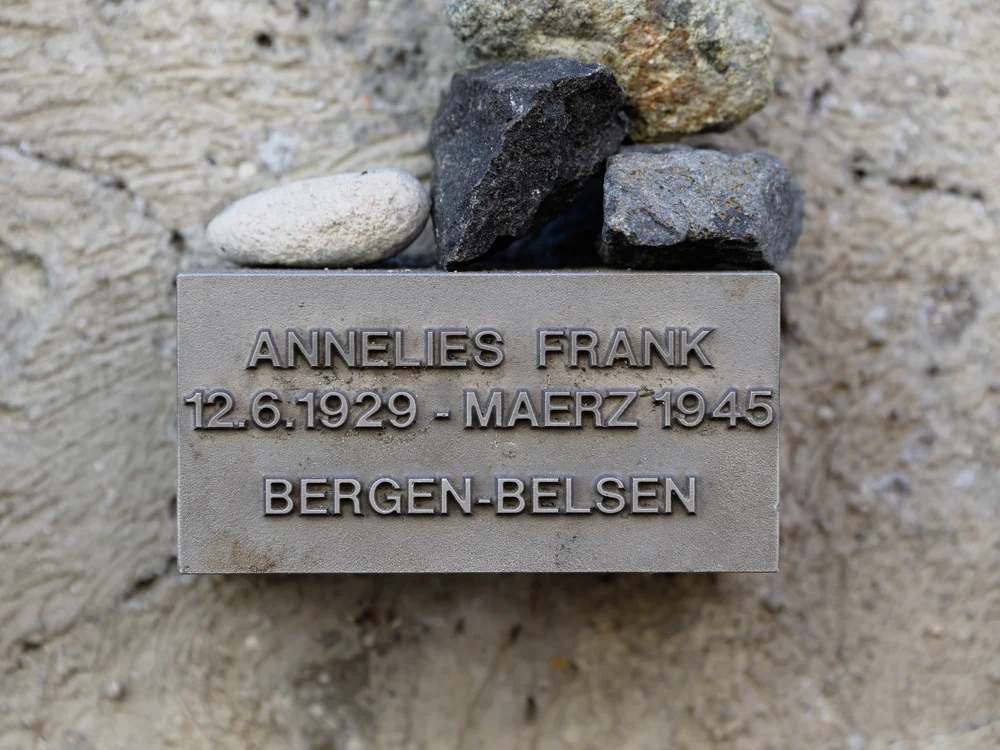 ANNELIES FRANK
12.6.1929 - MAERZ 1945
BERGEN-BELSEN